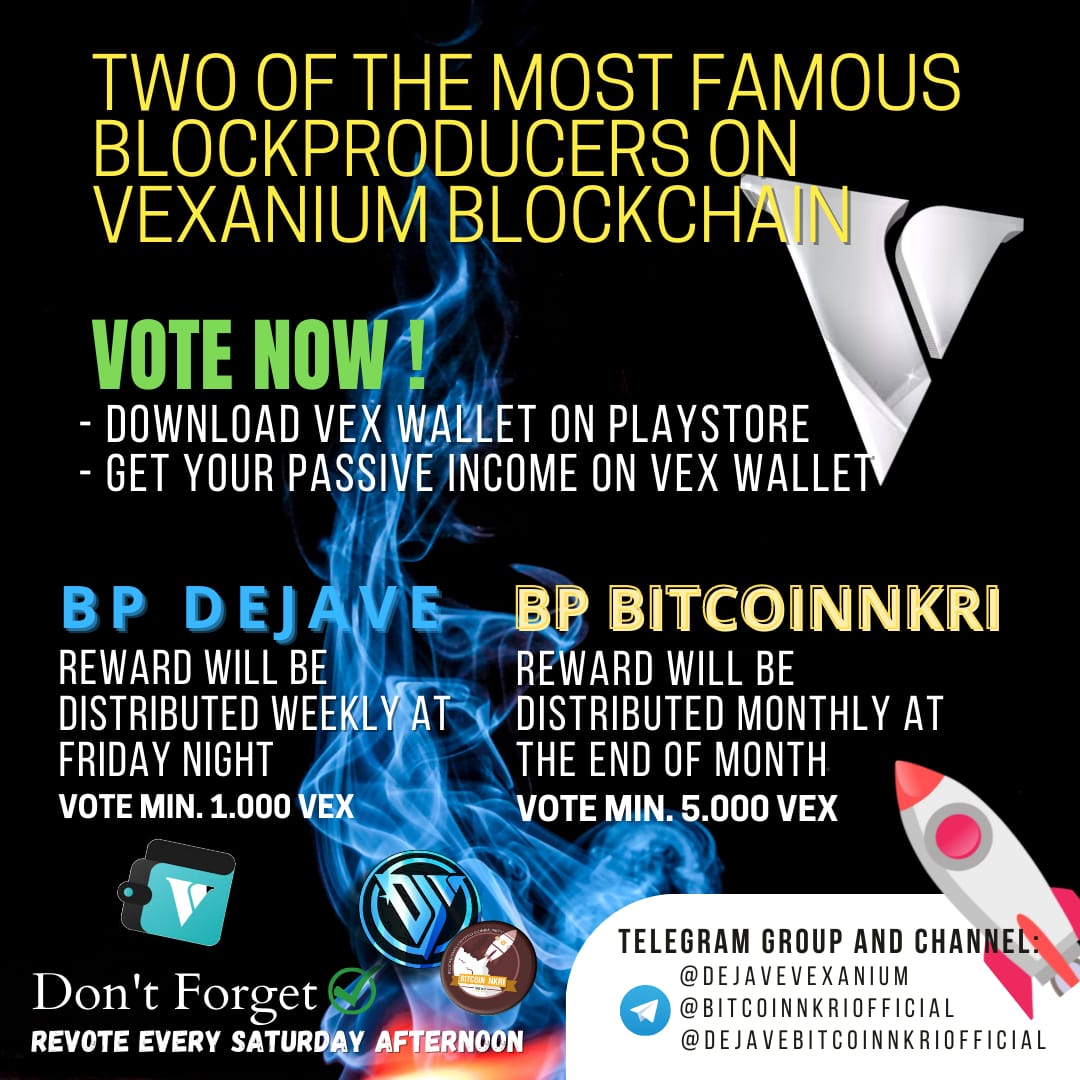 TWO OF THE MOST FAMOUS
BLOCKPRODUCERS ON
VEXANIUM BLOCKCHAIN
VOTE NOW !
- DOWNLOAD VEX WALLET ON PLAYSTORE
- GET YOUR PASSIVE INCOME ON VEX WALLET
BP DEJAVE
REWARD WILL BE
DISTRIBUTED WEEKLY AT
FRIDAY NIGHT
VOTE MIN. 1.000 VEX
BP BITCOINNKRI
REWARD WILL BE
DISTRIBUTED MONTHLY AT
THE END OF MONTH
VOTE MIN. 5.000 VEX
BITCOIN NKRI
Don't Forget
REVOTE EVERY SATURDAY AFTERNOON
TELEGRAM GROUP AND CHANNEL:
@DEJAVEVEXANIUM
@BITCOINNKRIOFFICIAL
@DEJAVEBITCOINNKRIOFFICIAL